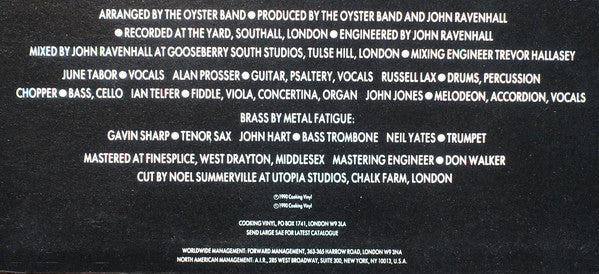 ARRANGED BY THE OYSTER BAND ● PRODUCED BY THE OYSTER BAND AND JOHN RAVENHALL
● RECORDED AT THE YARD, SOUTHALL, LONDON ● ENGINEERED BY JOHN RAVENHALL
MIXED BY JOHN RAVENHALL AT GOOSEBERRY SOUTH STUDIOS, TULSE HILL, LONDON ● MIXING ENGINEER TREVOR HALLASEY
JUNE TABOR ● VOCALS ALAN PROSSER ● GUITAR, PSALTERY, VOCALS RUSSELL LAX ● DRUMS, PERCUSSION
CHOPPER ● BASS, CELLO IAN TELFER ● FIDDLE, VIOLA, CONCERTINA, ORGAN JOHN JONES ● MELODEON, ACCORDION, VOCALS
BRASS BY METAL FATIGUE:
GAVIN SHARP ● TENOR, SAX JOHN HART ● BASS TROMBONE NEIL YATES ● TRUMPET
MASTERED AT FINESPLICE, WEST DRAYTON, MIDDLESEX MASTERING ENGINEER ● DON WALKER
CUT BY NOEL SUMMERVILLE AT UTOPIA STUDIOS, CHALK FARM, LONDON
℗ 1990 Cooking Vinyl
© 1990 Cooking Vinyl
COOKING VINYL, PO BOX 1741, LONDON W9 3LA
SEND LARGE SAE FOR LATEST CATALOGUE
WORLDWIDE MANAGEMENT: FORWARD MANAGEMENT, 363-365 HARROW ROAD, LONDON W9 3NA
NORTH AMERICAN MANAGEMENT: A.I.R., 285 WEST BROADWAY, SUITE 300, NEW YORK, NY 10013, U.S.A.